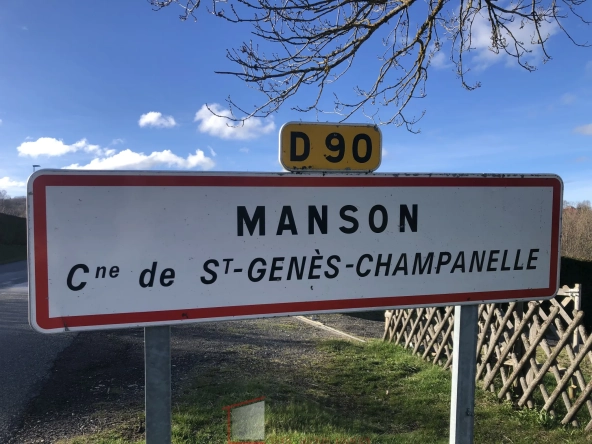 D 90
MANSON
Cne de ST-GENÈS-CHAMPANELLE